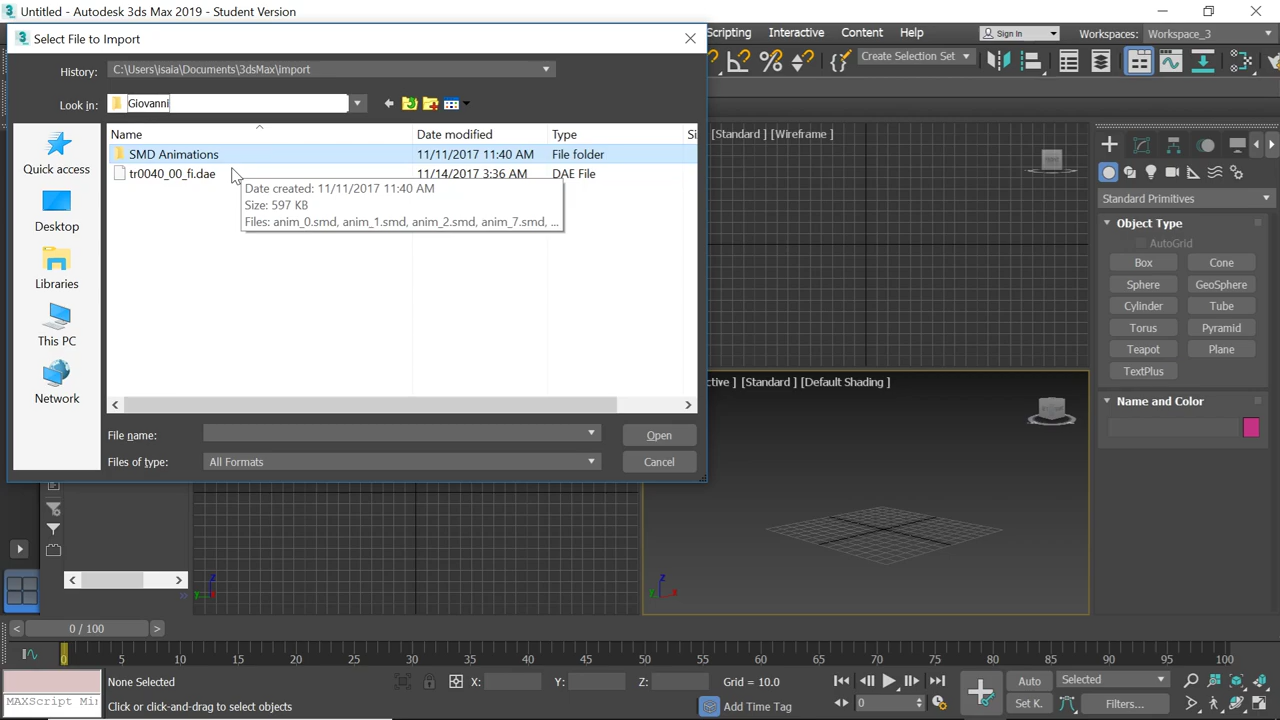 Untitled - Autodesk 3ds Max 2019 - Student Version
Select File to Import
Scripting Interactive Content Help Sign In Workspaces: Workspace_3
History: C:\Users\isaia\Documents\3dsMax\import
Create Selection Set
Look in: Giovanni
Name Date modified Type Si
SMD Animations 11/11/2017 11:40 AM File folder
tr0040_00_fi.dae 11/14/2017 3:36 AM DAE File
Date created: 11/11/2017 11:40 AM
Size: 597 KB
Files: anim_0.smd, anim_1.smd, anim_2.smd, anim_7.smd, ...
Quick access
Desktop
Libraries
This PC
Network
File name: Open
Files of type: All Formats Cancel
[Standard ] [Wireframe ]
ctive ] [Standard ] [Default Shading ]
Standard Primitives
Object Type
AutoGrid
Box Cone
Sphere GeoSphere
Cylinder Tube
Torus Pyramid
Teapot Plane
TextPlus
Name and Color
z
y
x
z
y
x
0 / 100
0 5 10 15 20 25 30 35 40 45 50 55 60 65 70 75 80 85 90 95 100
None Selected X: Y: Z: Grid = 10.0 Auto Selected
MAXScript Mi Click or click-and-drag to select objects Add Time Tag 0 Set K. Filters...